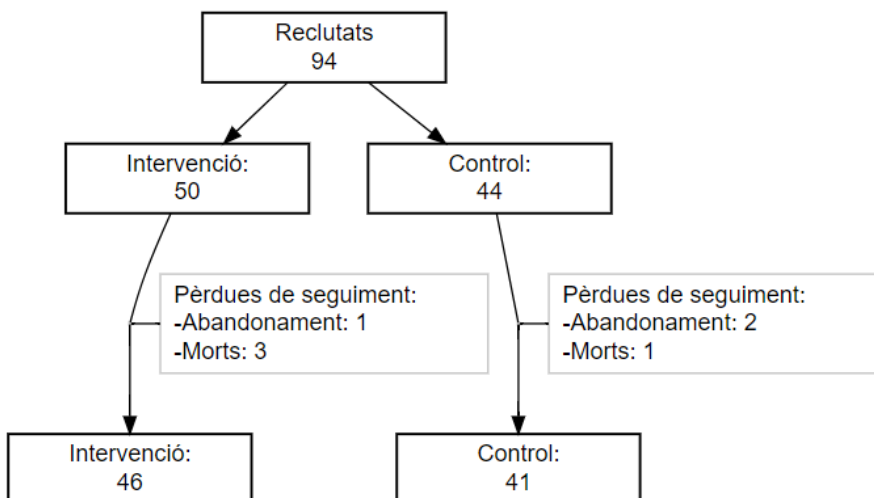 Reclutats
94
Intervenció:
50
Control:
44
Pèrdues de seguiment:
-Abandonament: 1
-Morts: 3
Pèrdues de seguiment:
-Abandonament: 2
-Morts: 1
Intervenció:
46
Control:
41